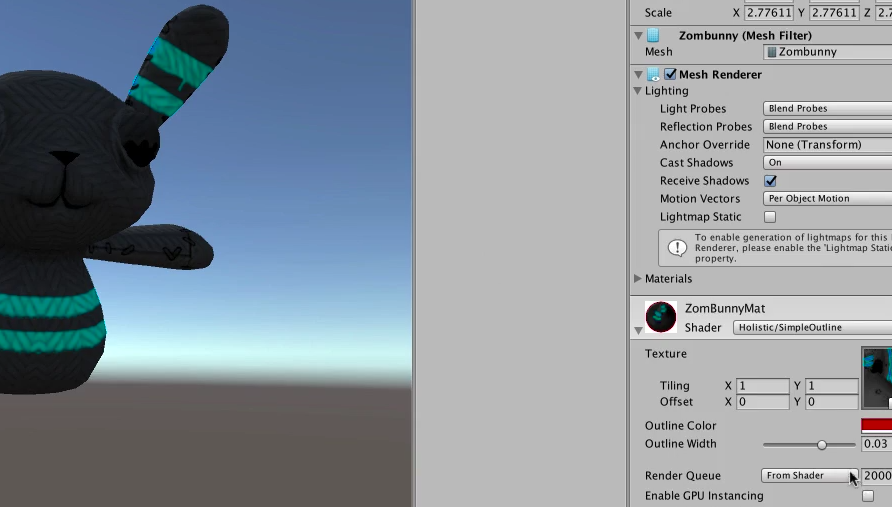 Scale X 2.77611 Y 2.77611 Z 2.7
Zombunny (Mesh Filter)
Mesh Zombunny
Mesh Renderer
Lighting
Light Probes Blend Probes
Reflection Probes Blend Probes
Anchor Override None (Transform)
Cast Shadows On
Receive Shadows
Motion Vectors Per Object Motion
Lightmap Static
To enable generation of lightmaps for this
Renderer, please enable the 'Lightmap Stati
property.
Materials
ZomBunnyMat
Shader Holistic/SimpleOutline
Texture
Tiling X 1 Y 1
Offset X 0 Y 0
Outline Color
Outline Width 0.03
Render Queue From Shader 2000
Enable GPU Instancing